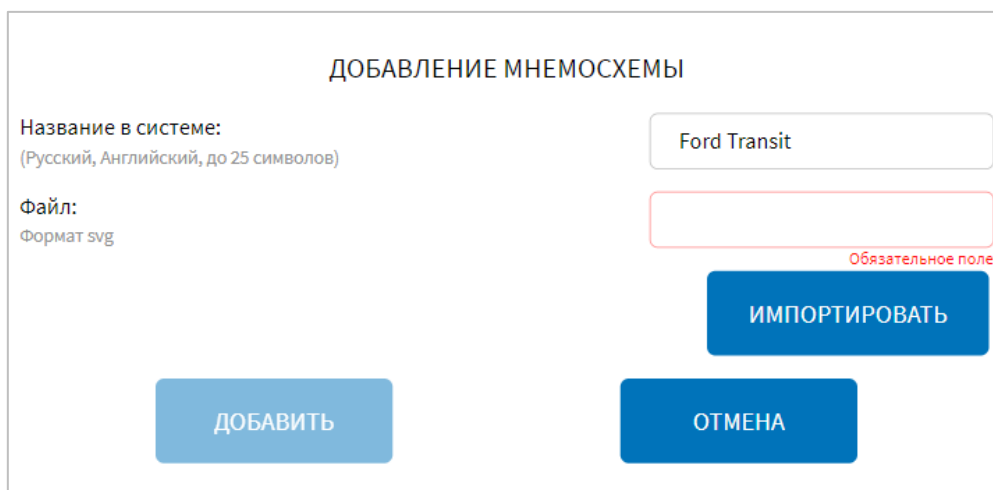 ДОБАВЛЕНИЕ МНЕМОСХЕМЫ
Название в системе:
(Русский, Английский, до 25 символов)
Ford Transit
Файл:
Формат svg
Обязательное поле
ИМПОРТИРОВАТЬ
ДОБАВИТЬ
ОТМЕНА